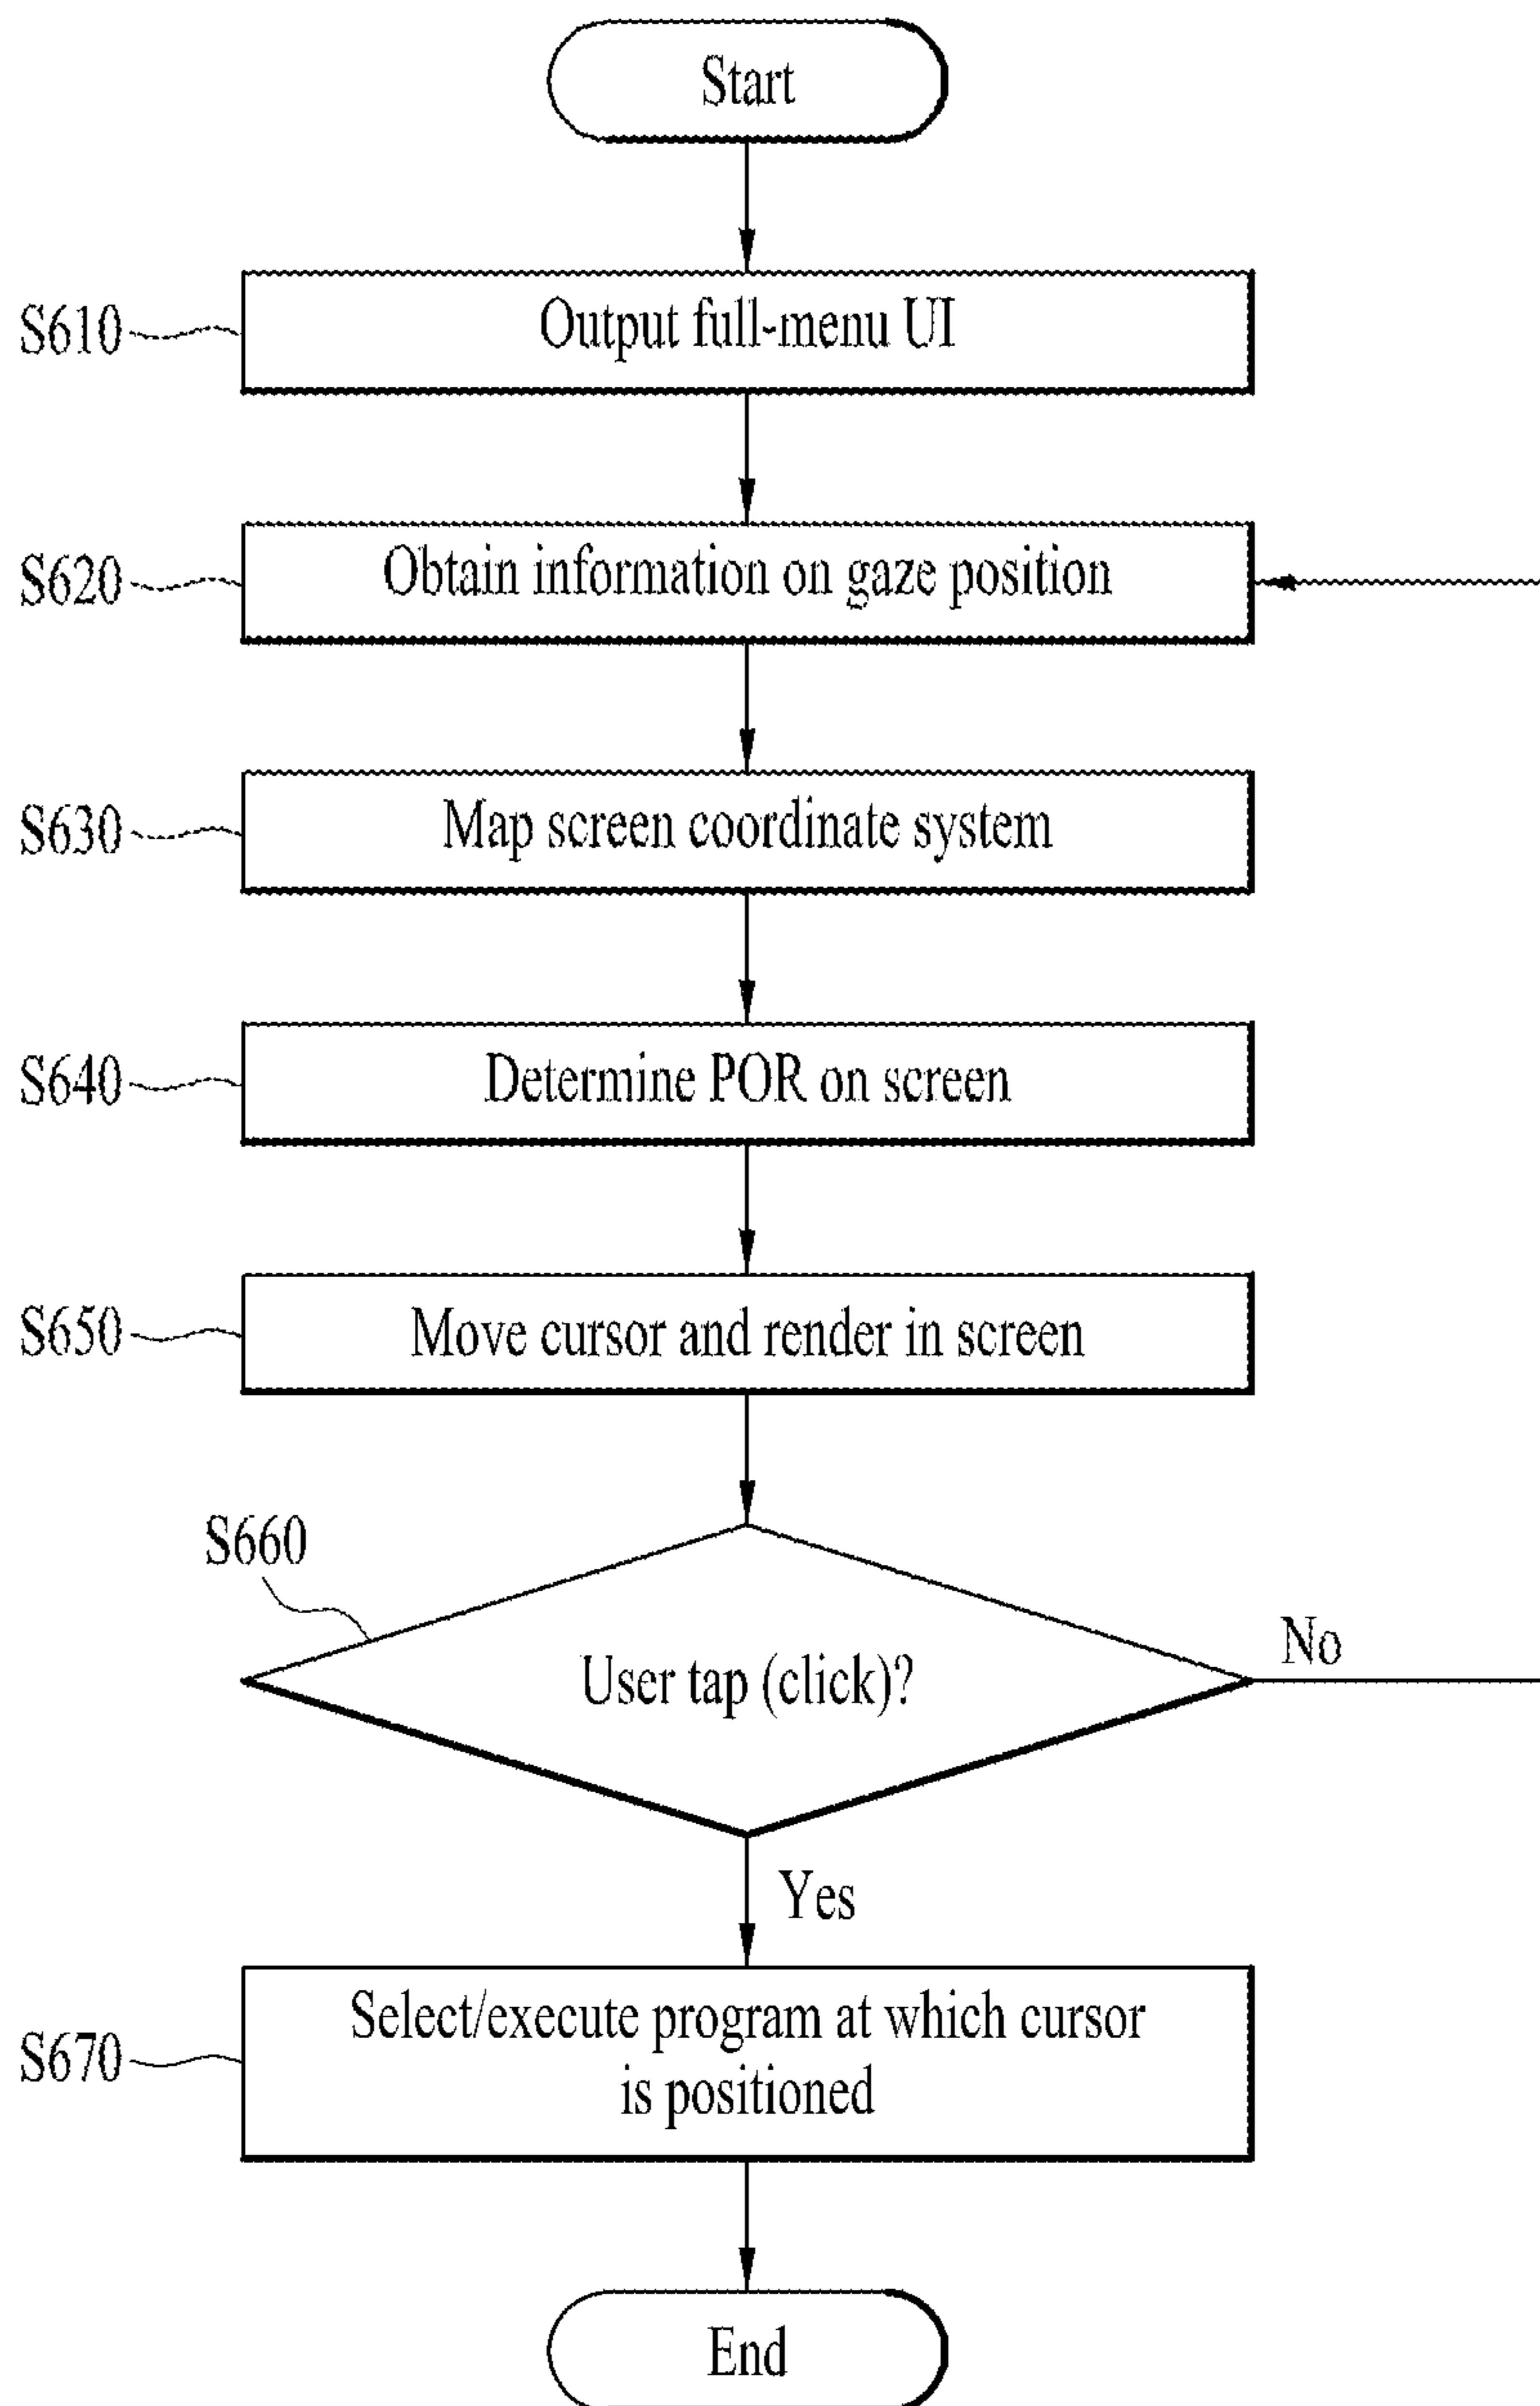 Start
S610
Output full-menu UI
S620
Obtain information on gaze position
S630
Map screen coordinate system
S640
Determine POR on screen
S650
Move cursor and render in screen
S660
User tap (click)?
No
Yes
S670
Select/execute program at which cursor
is positioned
End